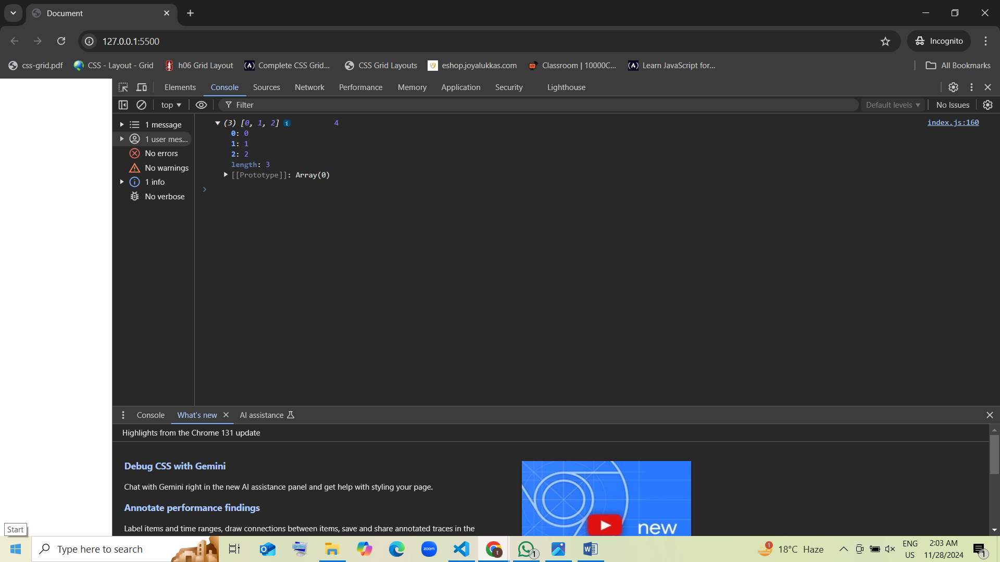 Document
127.0.0.1:5500
Incognito
css-grid.pdf CSS - Layout - Grid h06 Grid Layout Complete CSS Grid... CSS Grid Layouts eshop.joyalukkas.com Classroom | 10000C... Learn JavaScript for... All Bookmarks
Elements Console Sources Network Performance Memory Application Security Lighthouse
top Filter Default levels No Issues
1 message
1 user mes...
No errors
No warnings
1 info
No verbose
(3) [0, 1, 2] i 4 index.js:160
0: 0
1: 1
2: 2
length: 3
[[Prototype]]: Array(0)
Console What's new AI assistance
Highlights from the Chrome 131 update
Debug CSS with Gemini
Chat with Gemini right in the new AI assistance panel and get help with styling your page.
Annotate performance findings
Label items and time ranges, draw connections between items, save and share annotated traces in the
new
Start
Type here to search
zoom
t
1
1
18°C Haze
ENG
US
2:03 AM
11/28/2024
1